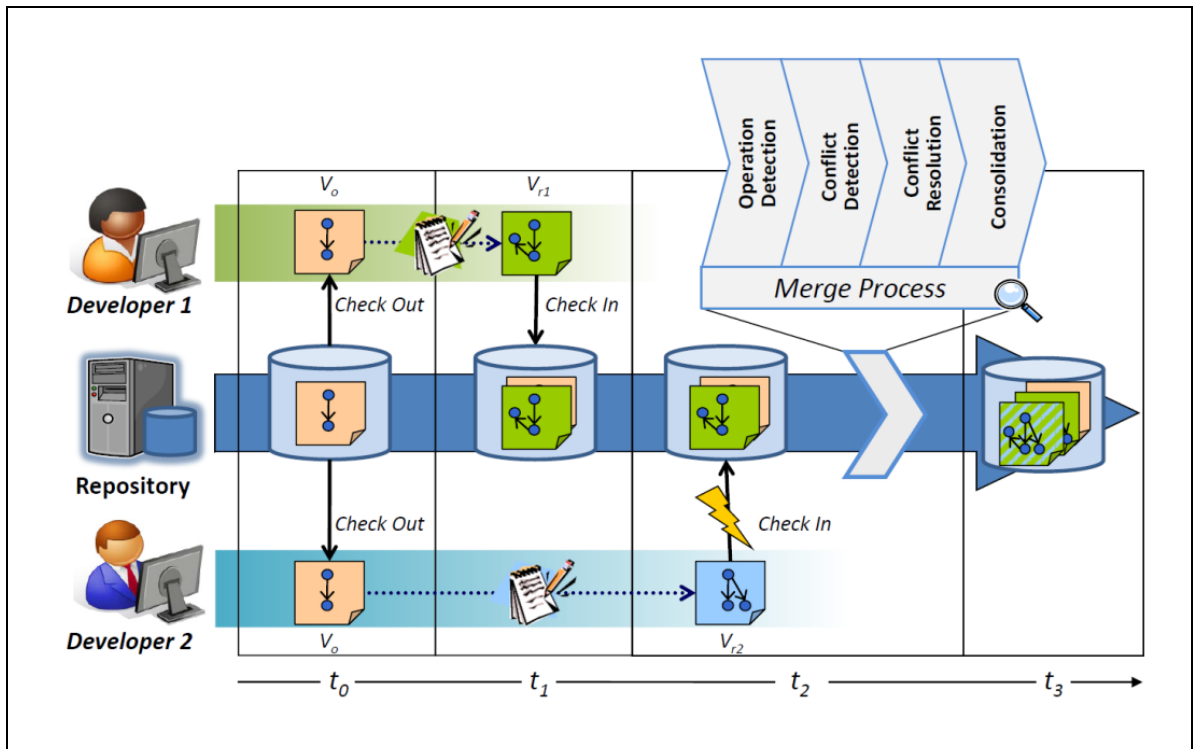 Operation
Detection
Conflict
Detection
Conflict
Resolution
Consolidation
Merge Process
Vo
Vr1
Developer 1
Check Out
Check In
Repository
Check Out
Check In
Developer 2
Vo
Vr2
t0
t1
t2
t3